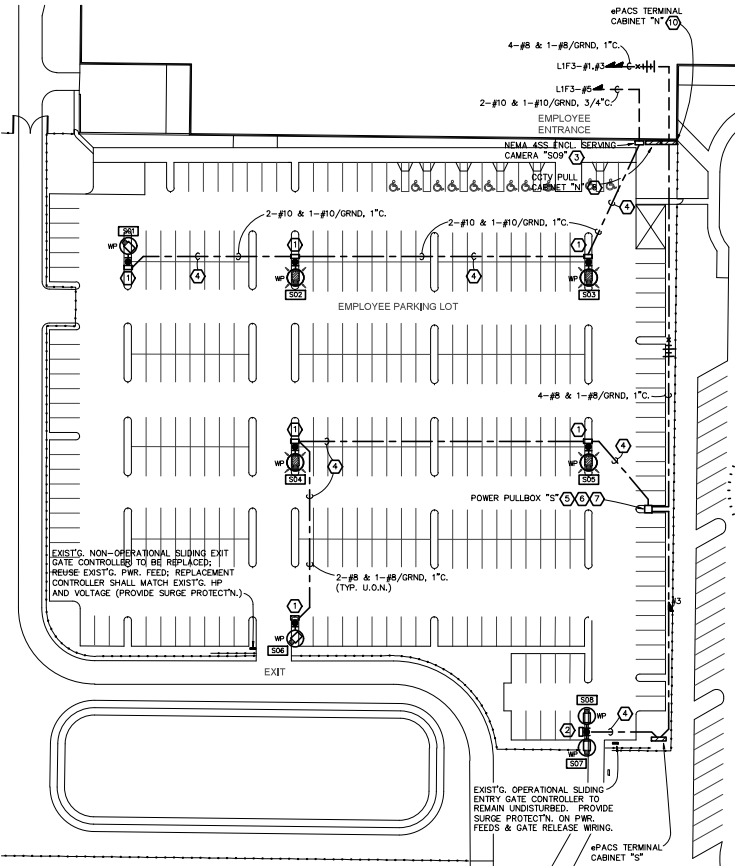 ePACS TERMINAL
CABINET "N" 10
4-#8 & 1-#8/GRND, 1"C.
L1F3-#1,#3
L1F3-#5
2-#10 & 1-#10/GRND, 3/4"C.
EMPLOYEE
ENTRANCE
NEMA 4SS ENCL. SERVING
CAMERA "S09" 3
CCTV PULL
CABINET "N"
4
2-#10 & 1-#10/GRND, 1"C.
2-#10 & 1-#10/GRND, 1"C.
S01
WP
1
4
1
WP
S02
4
1
WP
S03
EMPLOYEE PARKING LOT
4-#8 & 1-#8/GRND, 1"C.
1
WP
S04
4
1
WP
S05
4
POWER PULLBOX "S" 5 6 7
EXIST'G. NON-OPERATIONAL SLIDING EXIT
GATE CONTROLLER TO BE REPLACED;
REUSE EXIST'G. PWR. FEED; REPLACEMENT
CONTROLLER SHALL MATCH EXIST'G. HP
AND VOLTAGE (PROVIDE SURGE PROTECT'N.)
2-#8 & 1-#8/GRND, 1"C.
(TYP. U.O.N.)
#3
1
WP
S06
EXIT
S08
WP
2
4
WP
S07
EXIST'G. OPERATIONAL SLIDING
ENTRY GATE CONTROLLER TO
REMAIN UNDISTURBED. PROVIDE
SURGE PROTECT'N. ON PWR.
FEEDS & GATE RELEASE WIRING.
ePACS TERMINAL
CABINET "S"